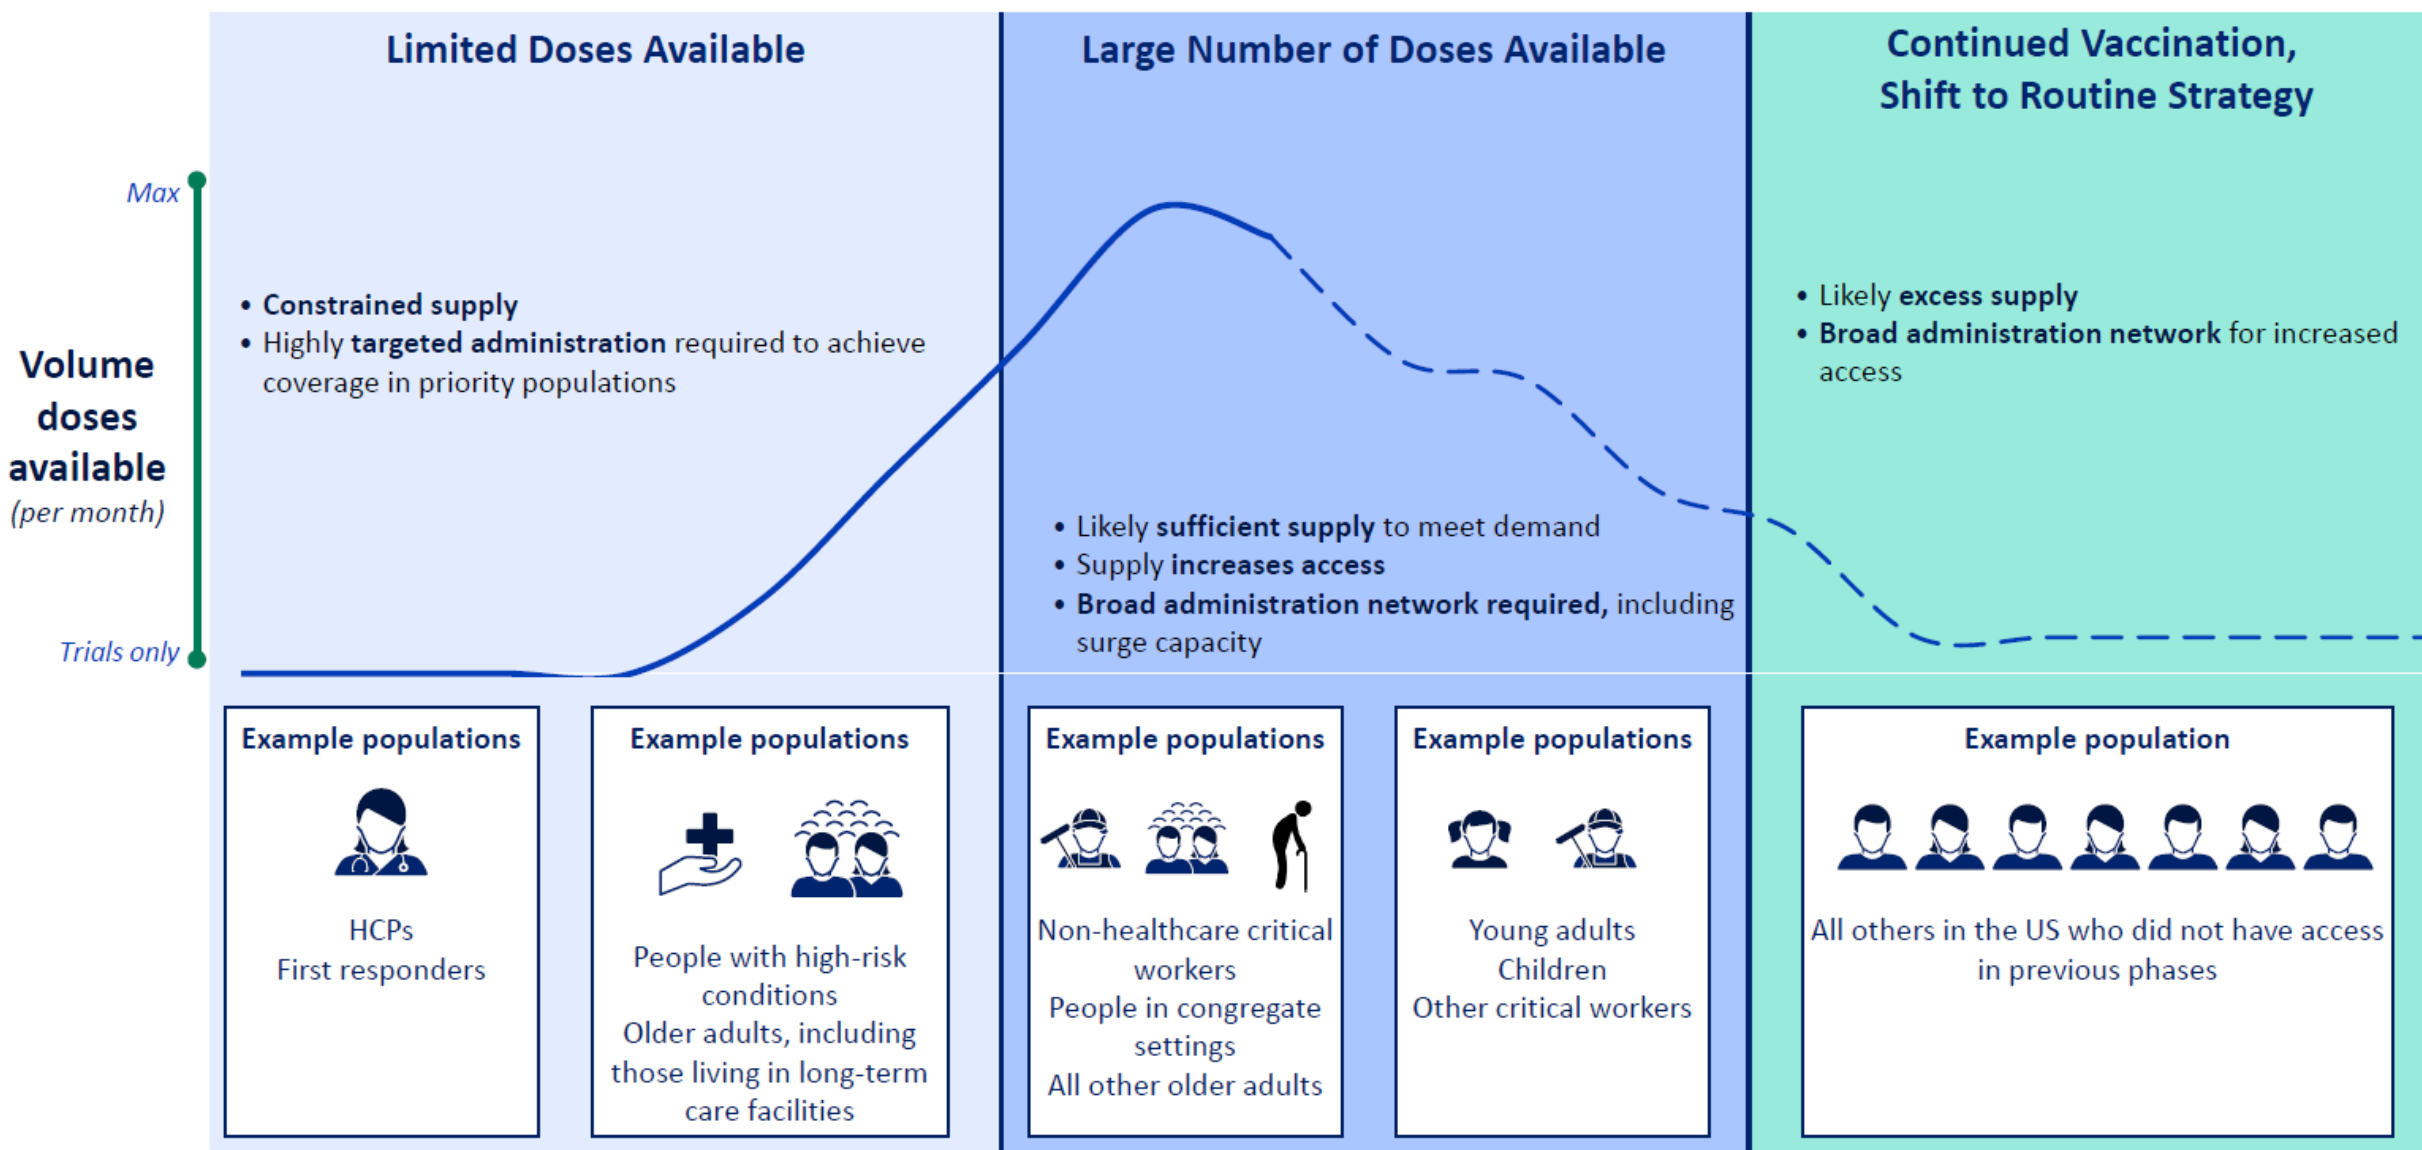 Limited Doses Available
Large Number of Doses Available
Continued Vaccination,
Shift to Routine Strategy
Max
Volume
doses
available
(per month)
Trials only
• Constrained supply
• Highly targeted administration required to achieve
coverage in priority populations
• Likely sufficient supply to meet demand
• Supply increases access
• Broad administration network required, including
surge capacity
• Likely excess supply
• Broad administration network for increased
access
Example populations
HCPs
First responders
Example populations
People with high-risk
conditions
Older adults, including
those living in long-term
care facilities
Example populations
Non-healthcare critical
workers
People in congregate
settings
All other older adults
Example populations
Young adults
Children
Other critical workers
Example population
All others in the US who did not have access
in previous phases